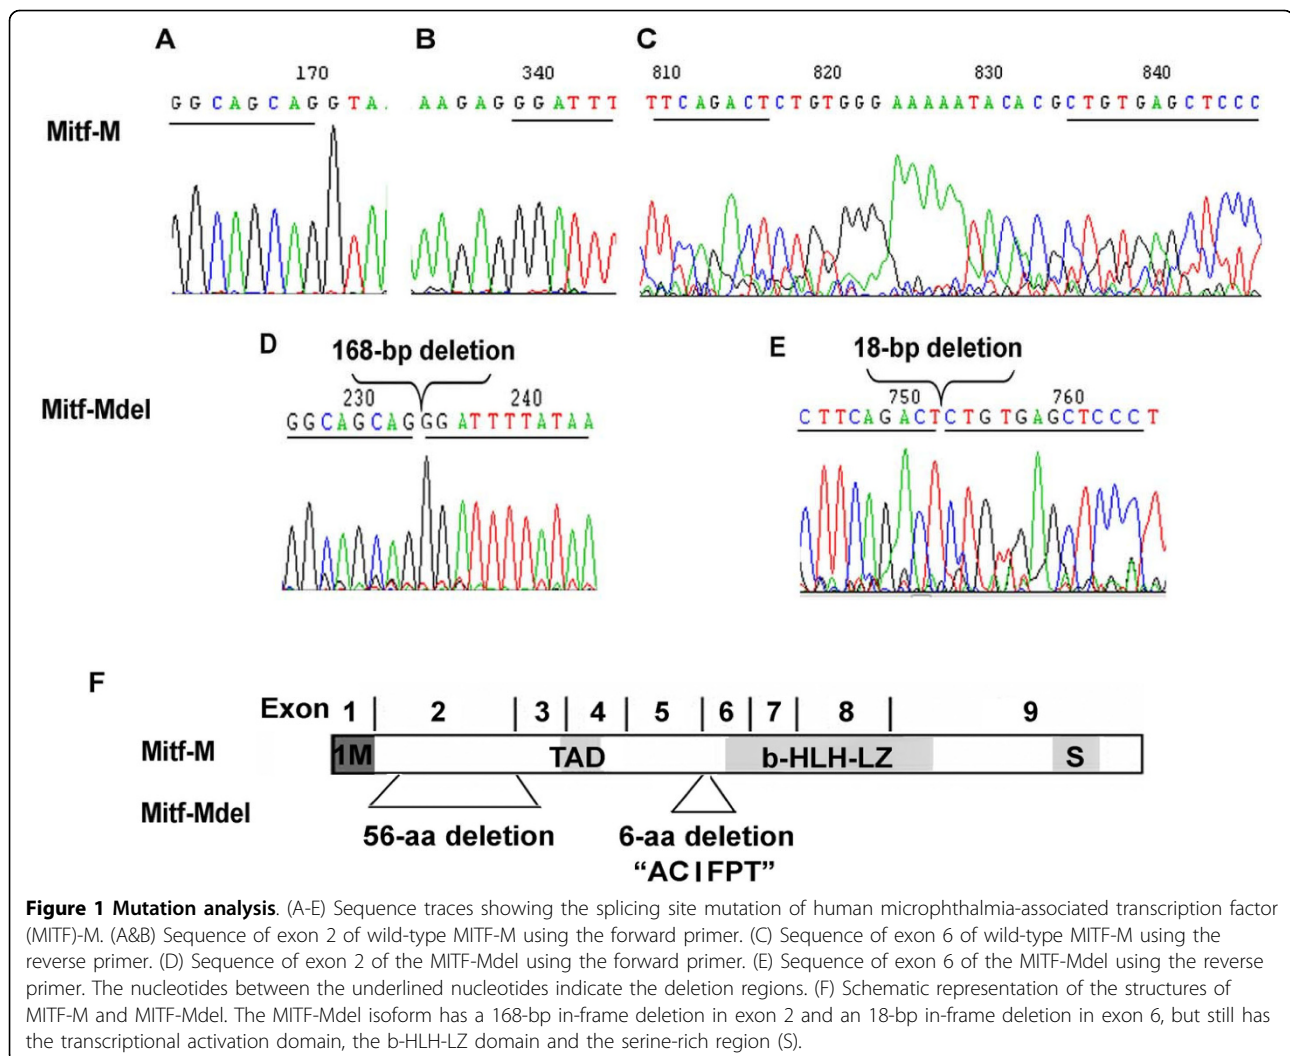 A B C
170 340 810 820 830 840
GGCAGCAGGTA. AAGAGGGATTT TTCAGACTCTGTGGGAAAAATACACGCTGTGAGCTCCC
Mitf-M
D 168-bp deletion E 18-bp deletion
230 240 750 760
Mitf-Mdel GGCAGCAGGGATTTTATAA CTTCAGACTCTGTGAGCTCCCT
F
Exon 1 | 2 | 3 | 4 | 5 | 6 | 7 | 8 | 9
Mitf-M 1M TAD b-HLH-LZ S
Mitf-Mdel
56-aa deletion 6-aa deletion
“ACIFPT”
Figure 1 Mutation analysis. (A-E) Sequence traces showing the splicing site mutation of human microphthalmia-associated transcription factor
(MITF)-M. (A&B) Sequence of exon 2 of wild-type MITF-M using the forward primer. (C) Sequence of exon 6 of wild-type MITF-M using the
reverse primer. (D) Sequence of exon 2 of the MITF-Mdel using the forward primer. (E) Sequence of exon 6 of the MITF-Mdel using the reverse
primer. The nucleotides between the underlined nucleotides indicate the deletion regions. (F) Schematic representation of the structures of
MITF-M and MITF-Mdel. The MITF-Mdel isoform has a 168-bp in-frame deletion in exon 2 and an 18-bp in-frame deletion in exon 6, but still has
the transcriptional activation domain, the b-HLH-LZ domain and the serine-rich region (S).